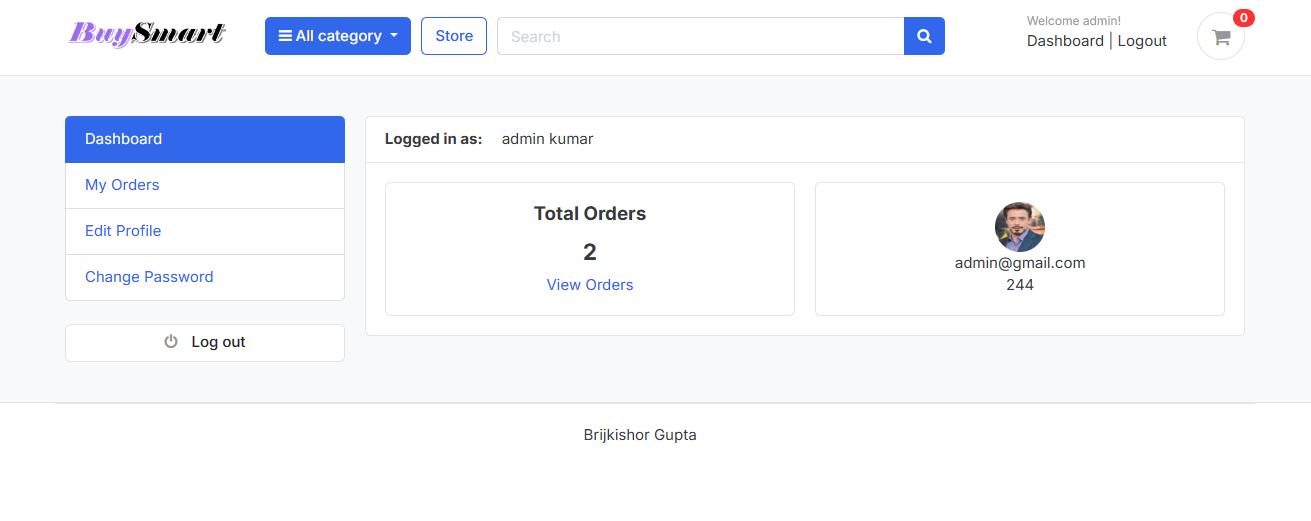 BuySmart
All category
Store
Search
Welcome admin!
Dashboard | Logout
0
Dashboard
My Orders
Edit Profile
Change Password
Log out
Logged in as: admin kumar
Total Orders
2
View Orders
admin@gmail.com
244
Brijkishor Gupta